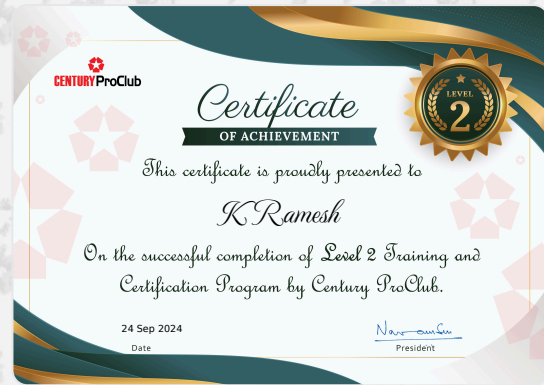 CENTURY ProClub
Certificate
OF ACHIEVEMENT
LEVEL
2
This certificate is proudly presented to
K Ramesh
On the successful completion of Level 2 Training and
Certification Program by Century ProClub.
24 Sep 2024
Date
President